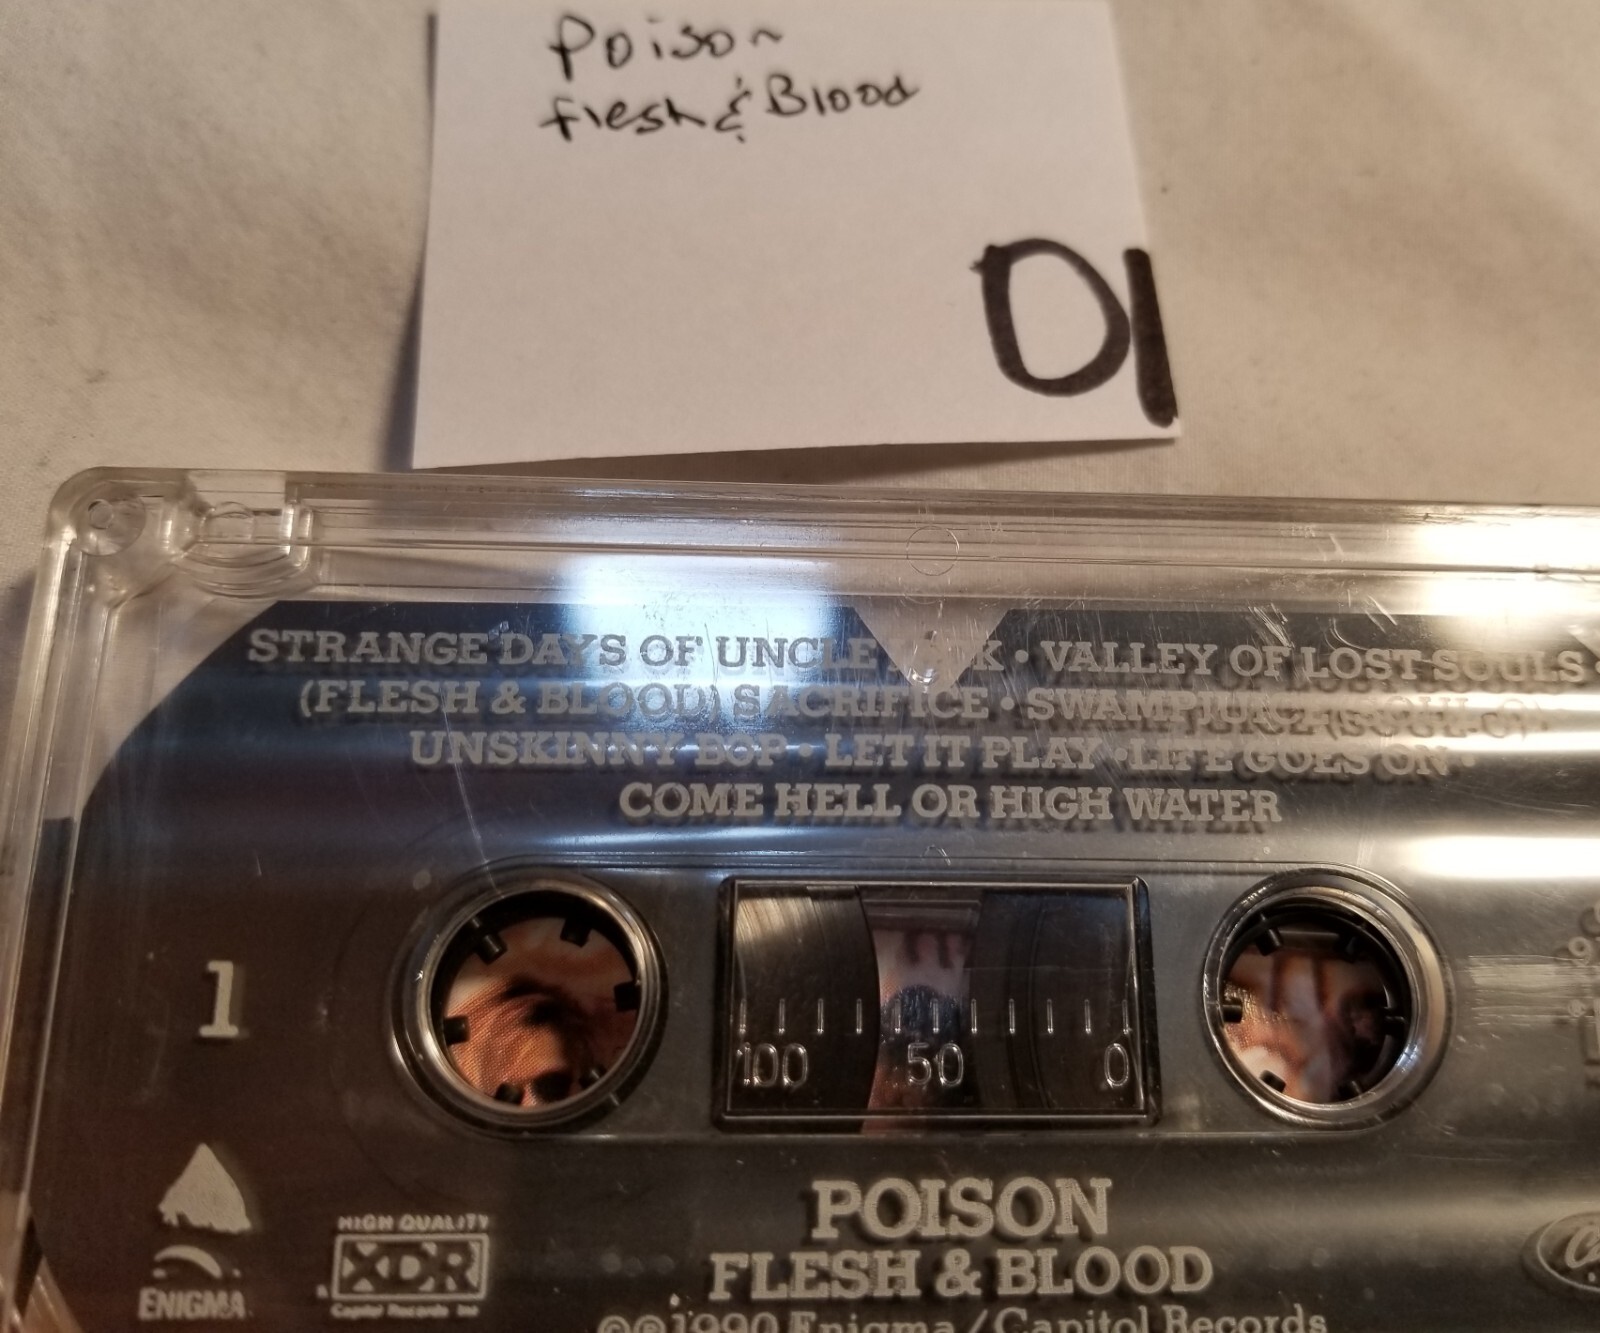 Poison
Flesh & Blood
01
STRANGE DAYS OF UNCLE • VALLEY OF LOST SOULS •
(FLESH & BLOOD) SACRIFICE • SWAMPJUICE (SOUL-O) •
UNSKINNY BOP • LET IT PLAY • LIFE GOES ON •
COME HELL OR HIGH WATER
1
100 50 0
POISON
FLESH & BLOOD
HIGH QUALITY
XDR
Capitol Records Inc
ENIGMA
©℗1990 Enigma/Capitol Records